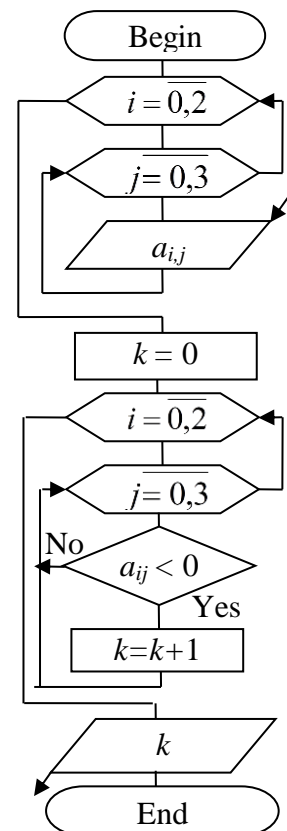 Begin
i = 0,2
j = 0,3
a_{i,j}
k = 0
i = 0,2
j = 0,3
a_{ij} < 0
No
Yes
k=k+1
k
End